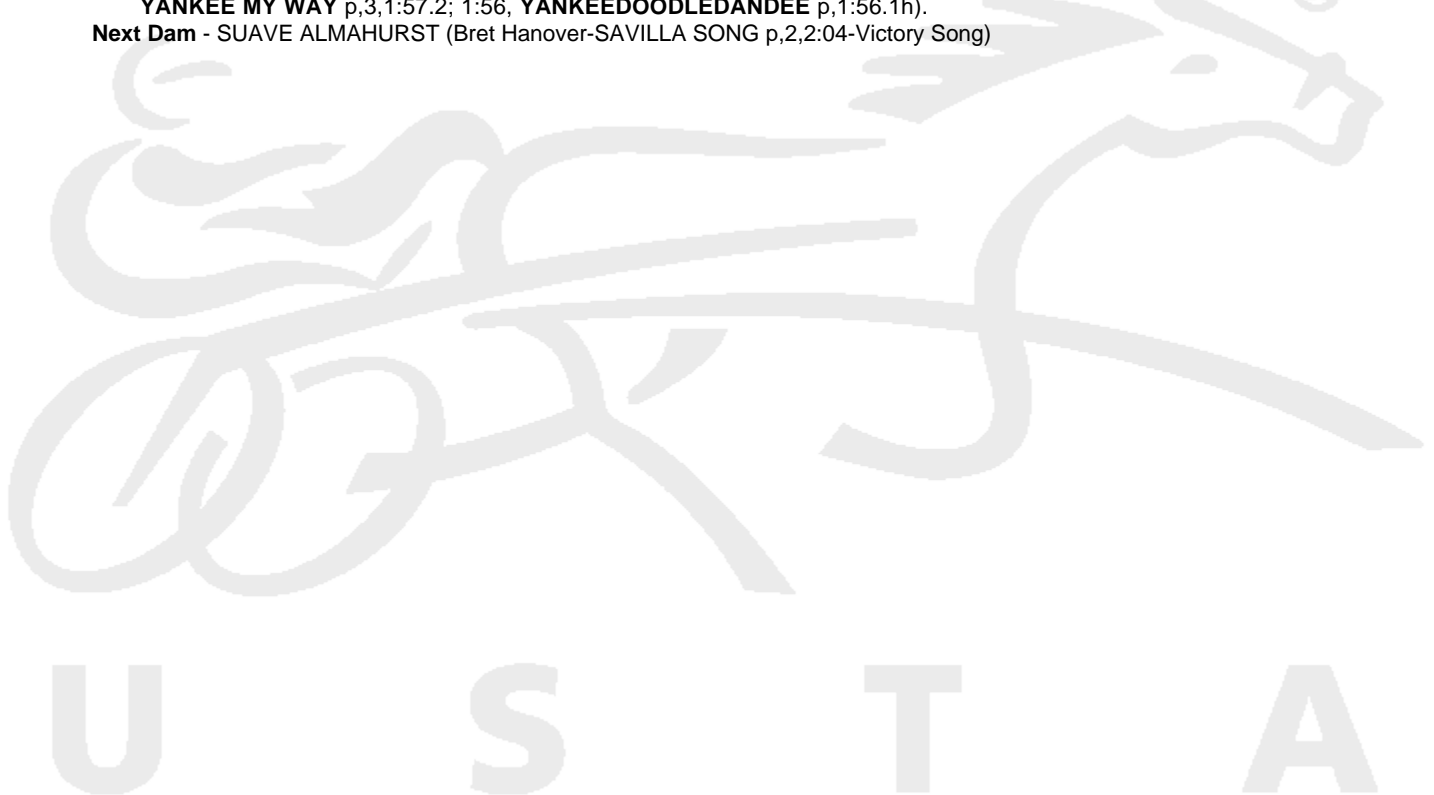 YANKEE MY WAY p,3,1:57.2; 1:56, YANKEEDOODLEDANDEE p,1:56.1h).
Next Dam - SUAVE ALMAHURST (Bret Hanover-SAVILLA SONG p,2,2:04-Victory Song)
U S T A